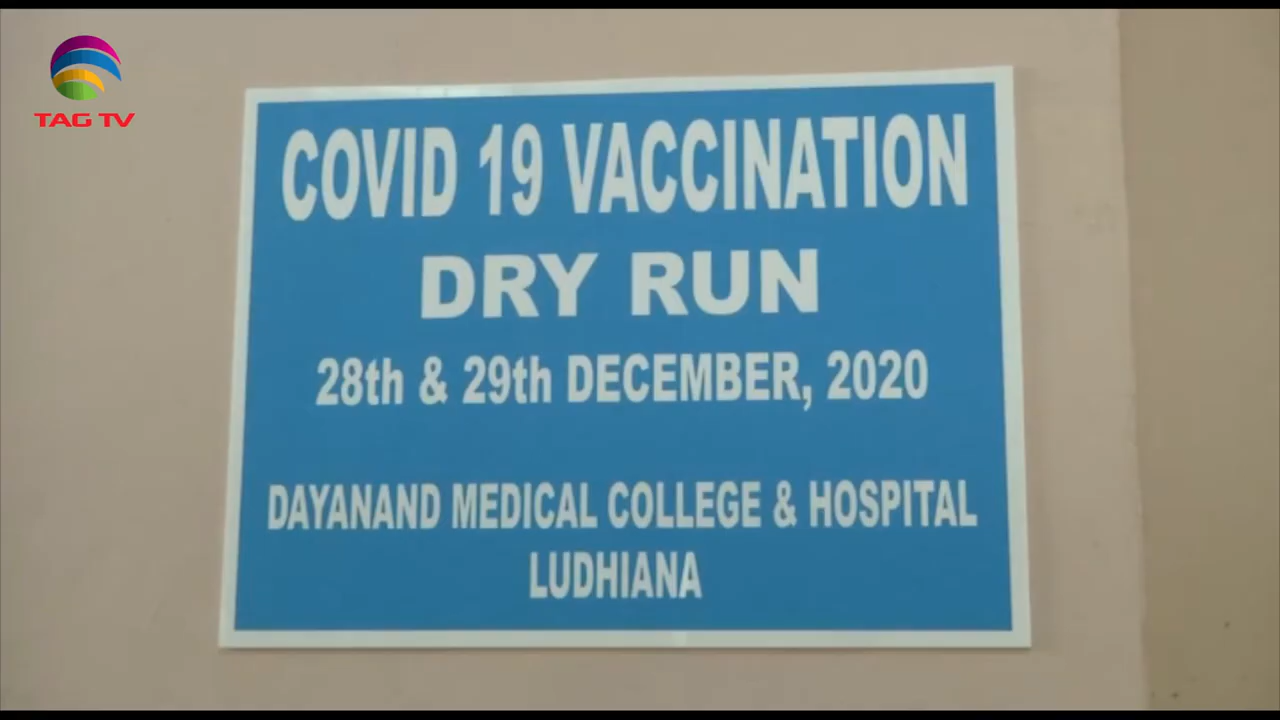 TAG TV
COVID 19 VACCINATION
DRY RUN
28th & 29th DECEMBER, 2020
DAYANAND MEDICAL COLLEGE & HOSPITAL
LUDHIANA